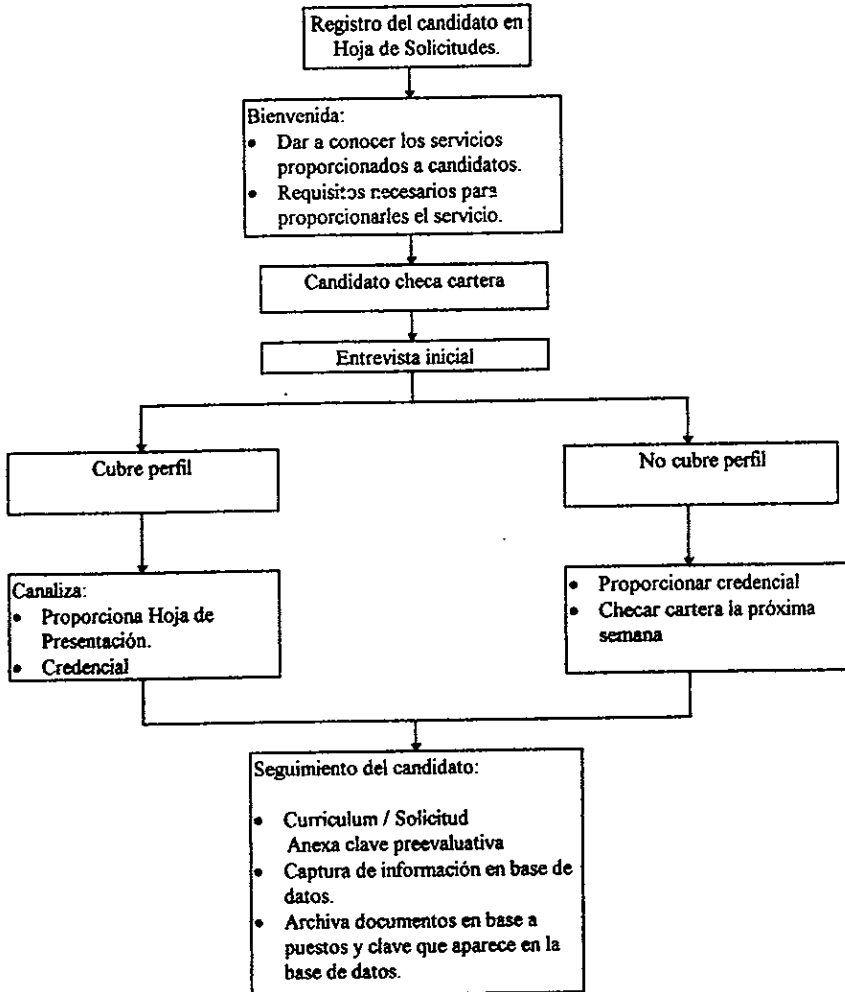 Registro del candidato en
Hoja de Solicitudes.
Bienvenida:
• Dar a conocer los servicios
proporcionados a candidatos.
• Requisitos necesarios para
proporcionarles el servicio.
Candidato checa cartera
Entrevista inicial
Cubre perfil
No cubre perfil
Canaliza:
• Proporciona Hoja de
Presentación.
• Credencial
• Proporcionar credencial
• Checar cartera la próxima
semana
Seguimiento del candidato:
• Curriculum / Solicitud
Anexa clave preevaluativa
• Captura de información en base de
datos.
• Archiva documentos en base a
puestos y clave que aparece en la
base de datos.